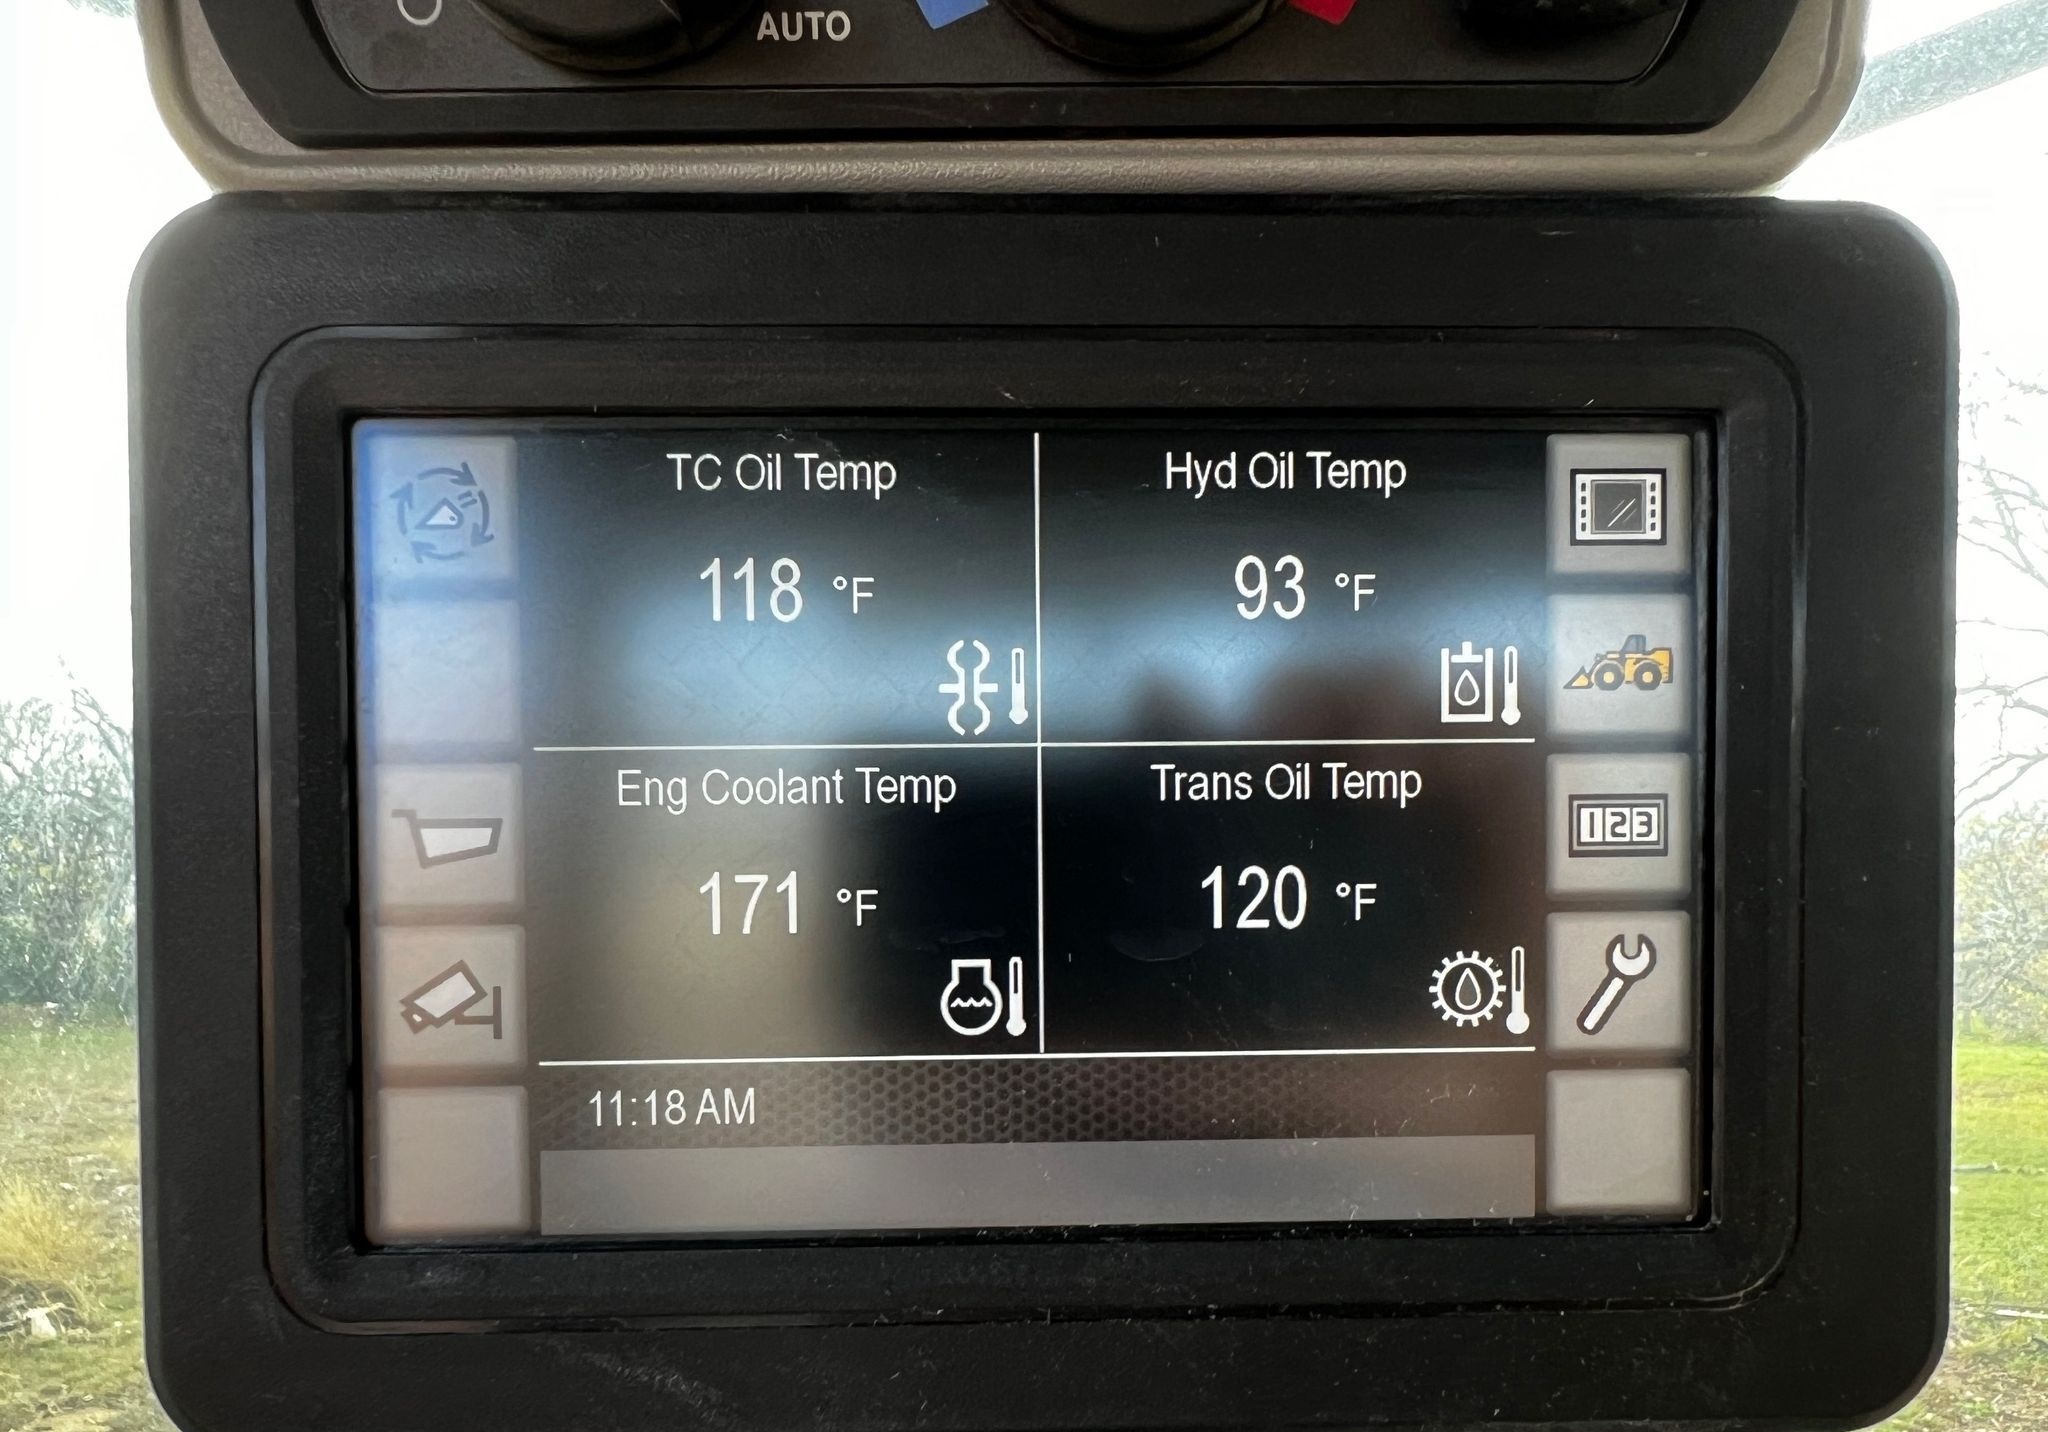 AUTO
TC Oil Temp
118 °F
Hyd Oil Temp
93 °F
Eng Coolant Temp
171 °F
Trans Oil Temp
120 °F
123
11:18 AM